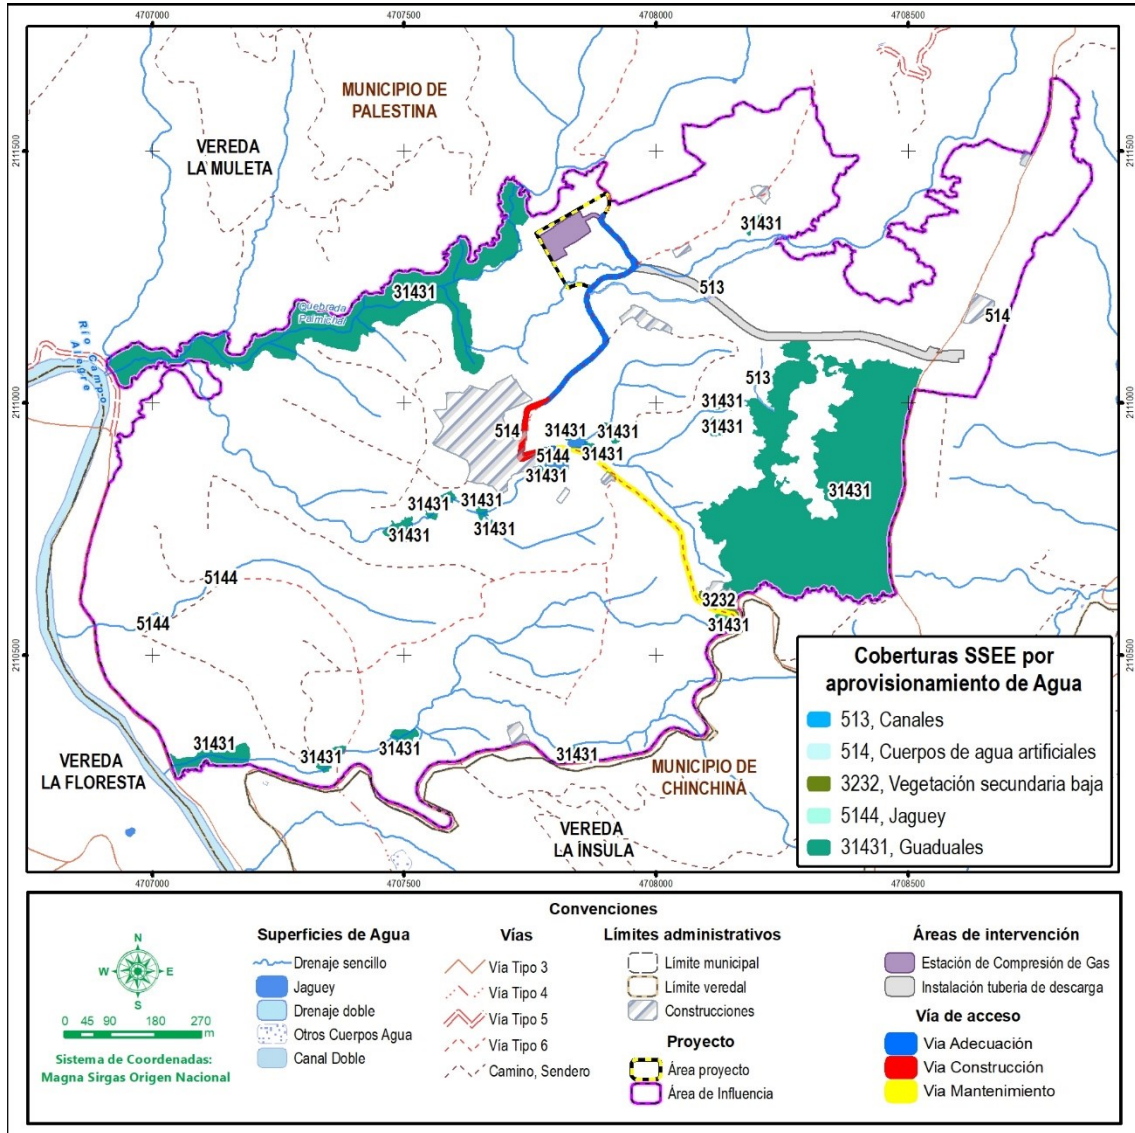 4707000
4707500
4708000
4708500
2111500
2111500
MUNICIPIO DE
PALESTINA
VEREDA
LA MULETA
31431
31431
513
Quebrada
Palmichal
514
Río Campo
Alegre
2111000
2111000
513
31431
31431
514
31431
31431
5144
31431
31431
31431
31431
31431
31431
31431
31431
5144
5144
3232
31431
2110500
2110500
31431
31431
31431
31431
VEREDA
LA FLORESTA
MUNICIPIO DE
CHINCHINÁ
VEREDA
LA ÍNSULA
Coberturas SSEE por
aprovisionamiento de Agua
513, Canales
514, Cuerpos de agua artificiales
3232, Vegetación secundaria baja
5144, Jaguey
31431, Guaduales
4707000
4707500
4708000
4708500
Convenciones
N
W
E
S
0 45 90 180 270
m
Sistema de Coordenadas:
Magna Sirgas Origen Nacional
Superficies de Agua
Drenaje sencillo
Jaguey
Drenaje doble
Otros Cuerpos Agua
Canal Doble
Vías
Vía Tipo 3
Vía Tipo 4
Vía Tipo 5
Vía Tipo 6
Camino, Sendero
Límites administrativos
Límite municipal
Límite veredal
Construcciones
Proyecto
Área proyecto
Área de Influencia
Áreas de intervención
Estación de Compresión de Gas
Instalación tuberia de descarga
Vía de acceso
Via Adecuación
Via Construcción
Via Mantenimiento